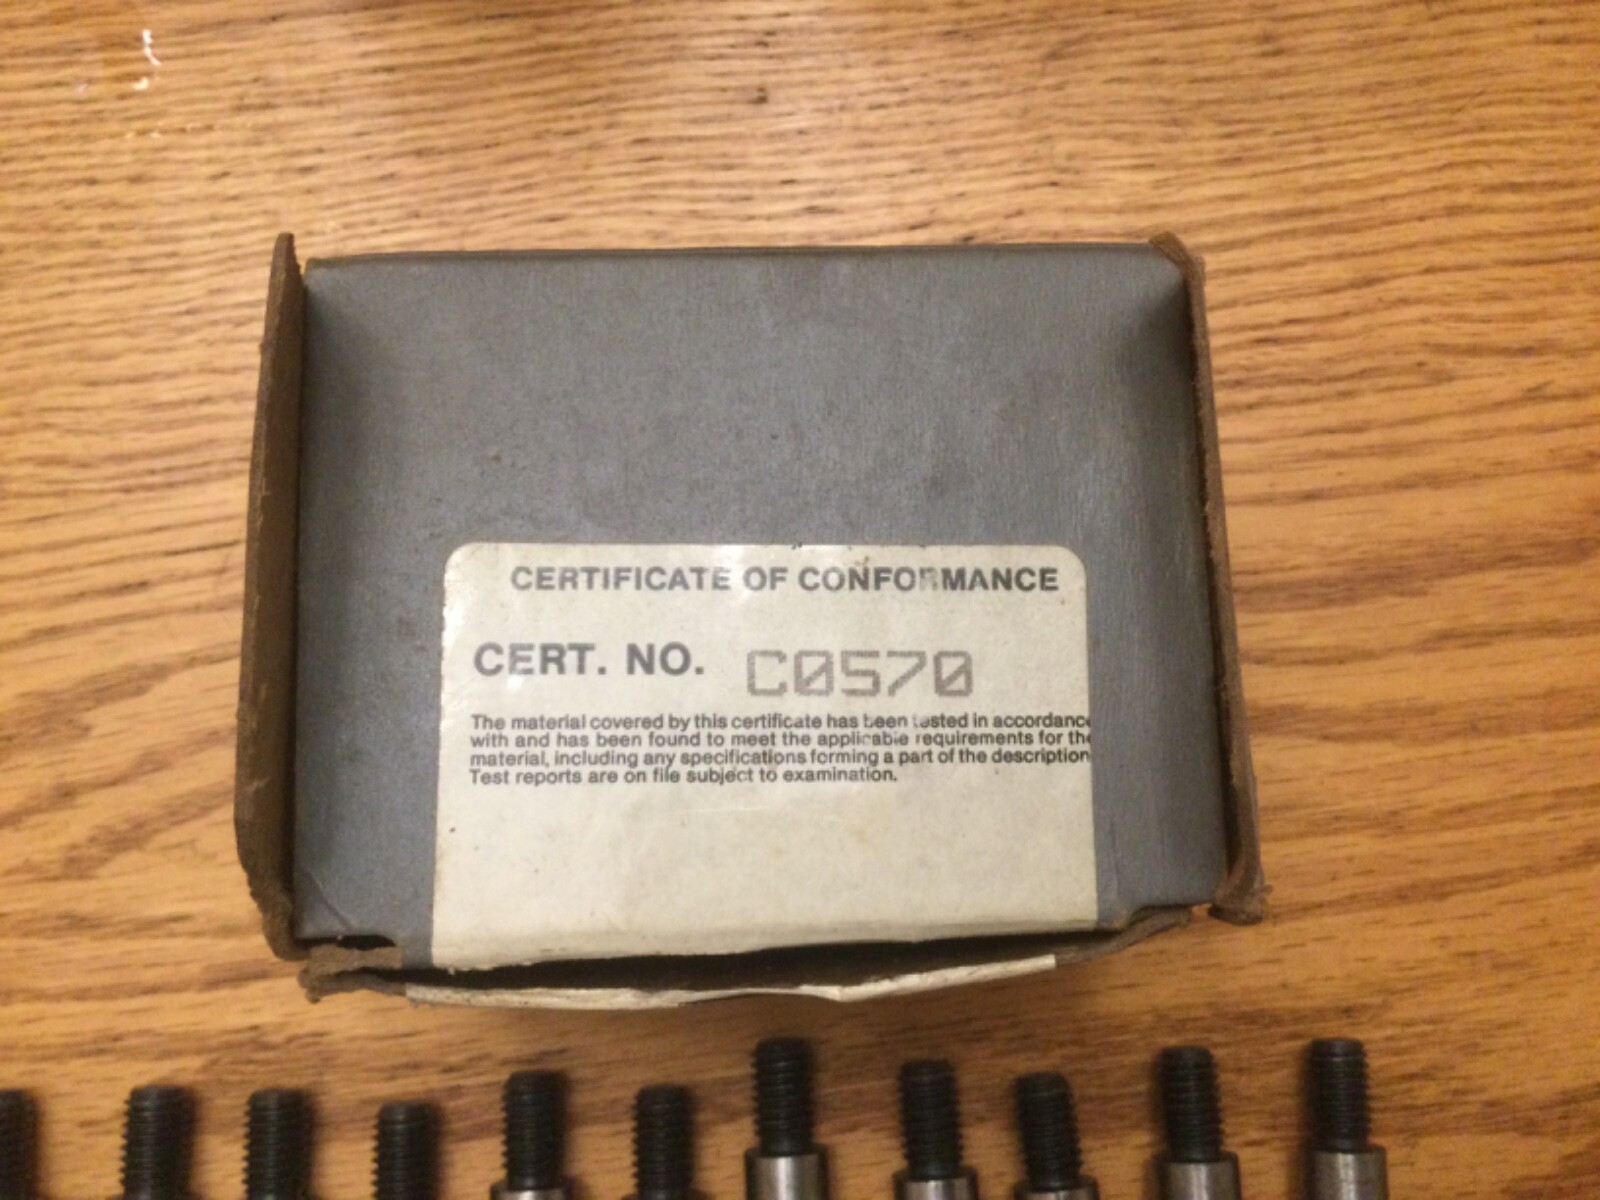 CERTIFICATE OF CONFORMANCE
CERT. NO. C0570
The material covered by this certificate has been tested in accordance
with and has been found to meet the applicable requirements for the
material, including any specifications forming a part of the description
Test reports are on file subject to examination.